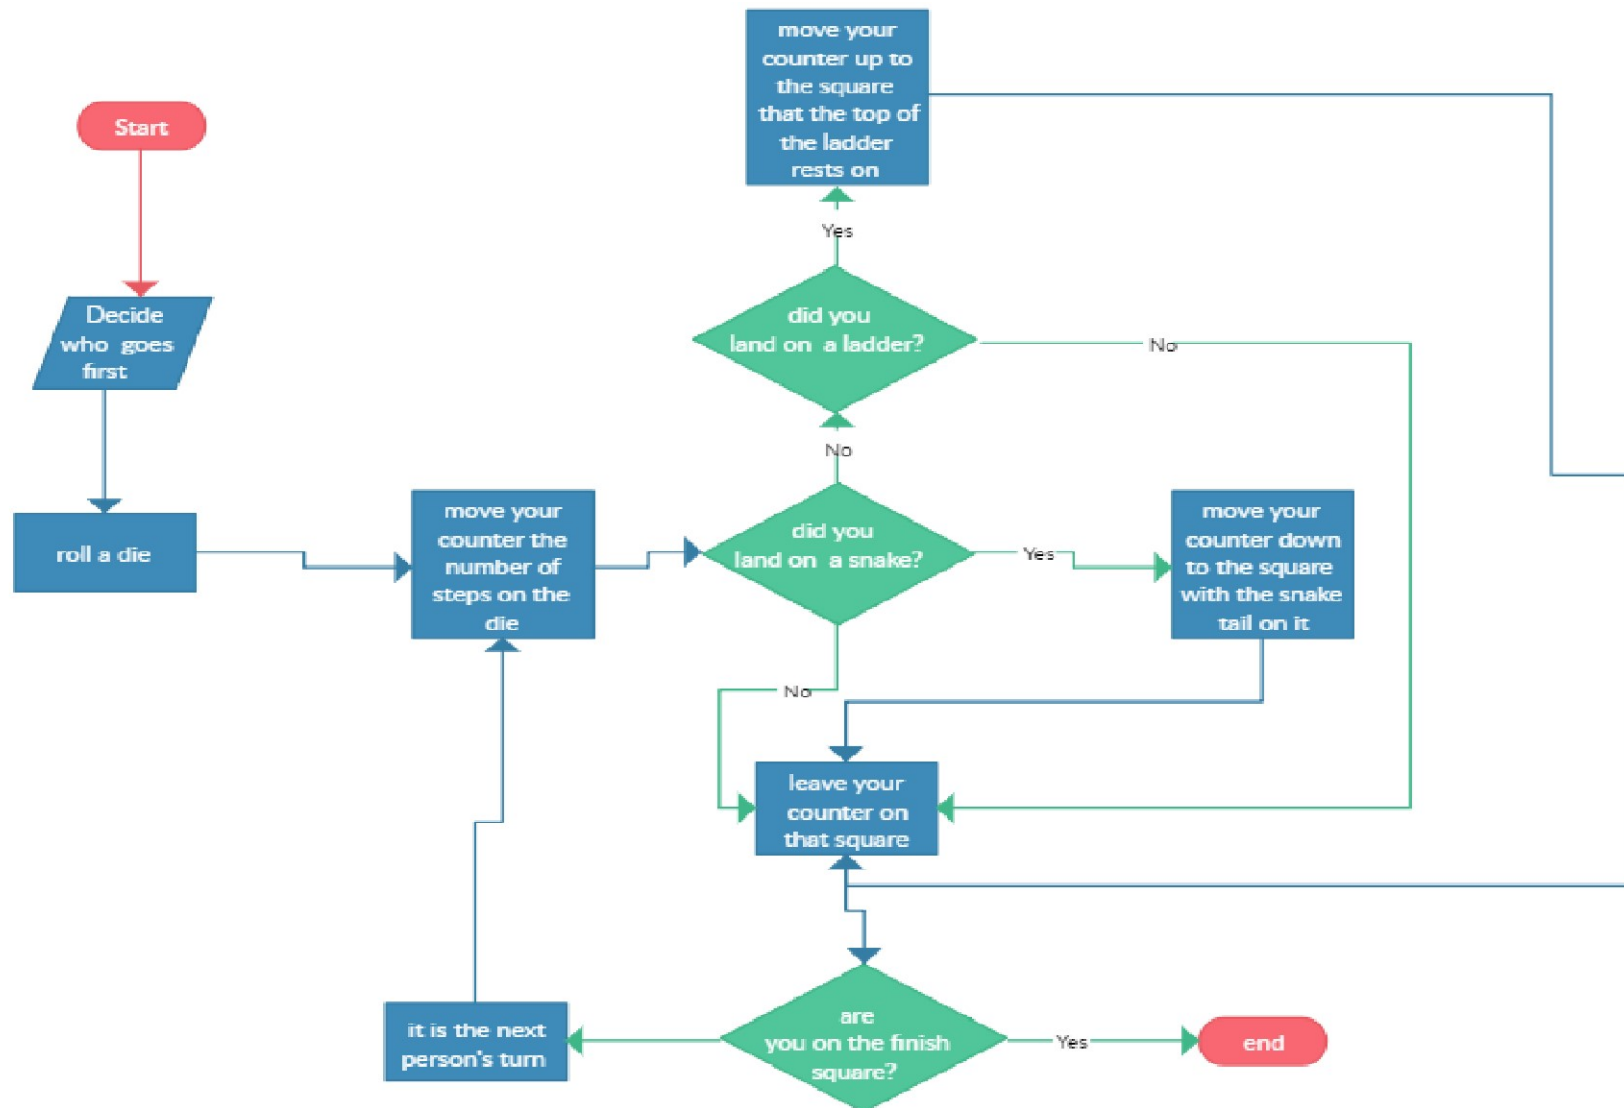 move your
counter up to
the square
that the top of
the ladder
rests on
Start
Yes
Decide
who goes
first
did you
land on a ladder?
No
No
roll a die
move your
counter the
number of
steps on the
die
did you
land on a snake?
Yes
move your
counter down
to the square
with the snake
tail on it
No
leave your
counter on
that square
it is the next
person's turn
are
you on the finish
square?
Yes
end